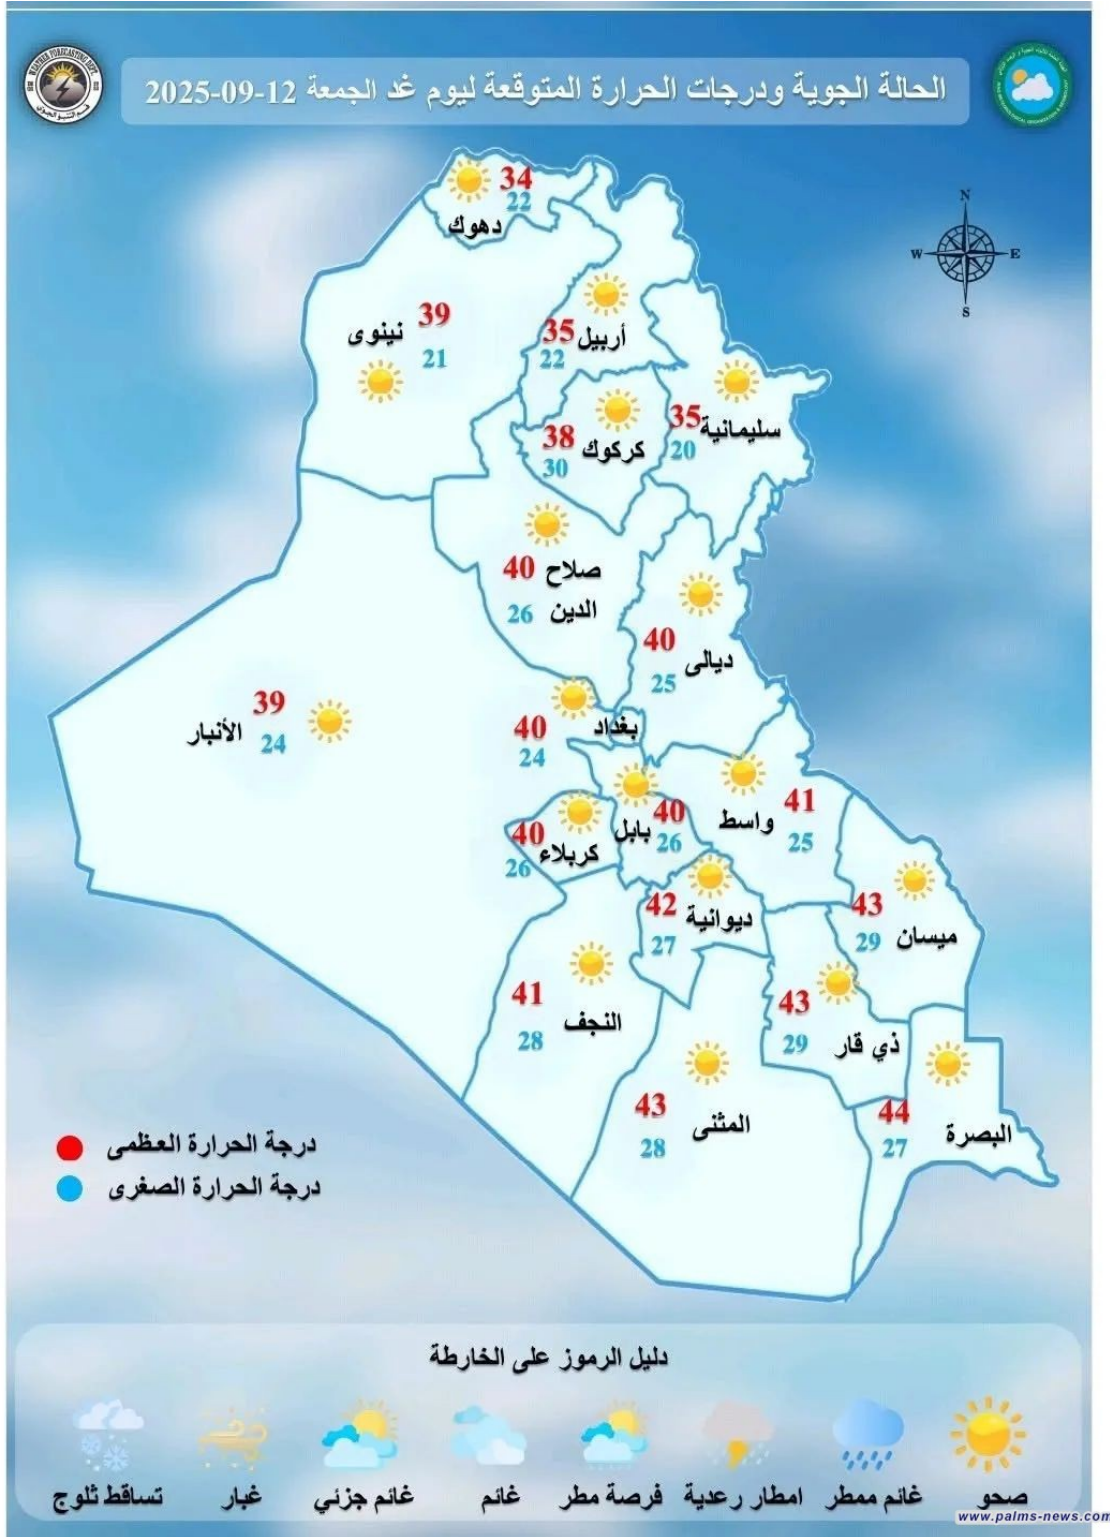 الحالة الجوية ودرجات الحرارة المتوقعة ليوم غد الجمعة 12-09-2025
WEATHER FORECASTING DEPT.
N
W
E
S
34
22
دهوك
39
نينوى
21
35
أربيل
22
35
سليمانية
20
38
كركوك
30
40
صلاح
الدين
26
40
ديالى
25
39
الأنبار
24
بغداد
40
24
41
واسط
25
40
بابل
26
40
كربلاء
26
42
ديوانية
27
43
ميسان
29
41
النجف
28
43
ذي قار
29
43
المثنى
28
44
البصرة
27
درجة الحرارة العظمى
درجة الحرارة الصغرى
دليل الرموز على الخارطة
صحو
غائم ممطر
امطار رعدية
فرصة مطر
غائم
غائم جزئي
غبار
تساقط ثلوج
www.palms-news.com